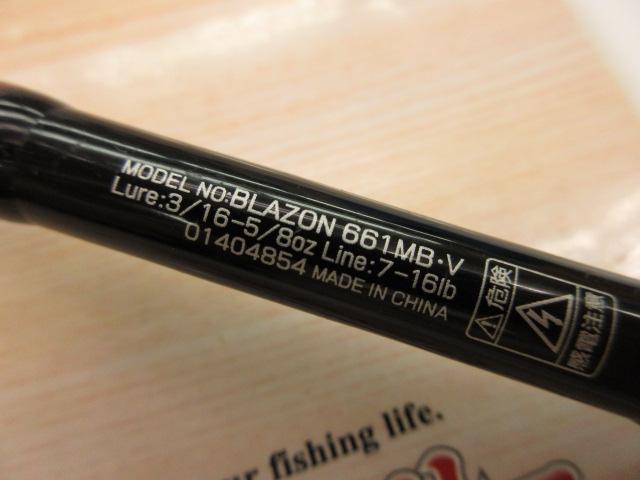 MODEL NO:BLAZON 661MB・V
Lure:3/16-5/8oz Line:7-16lb
01404854 MADE IN CHINA
⚠危険
感電注意
fishing life.